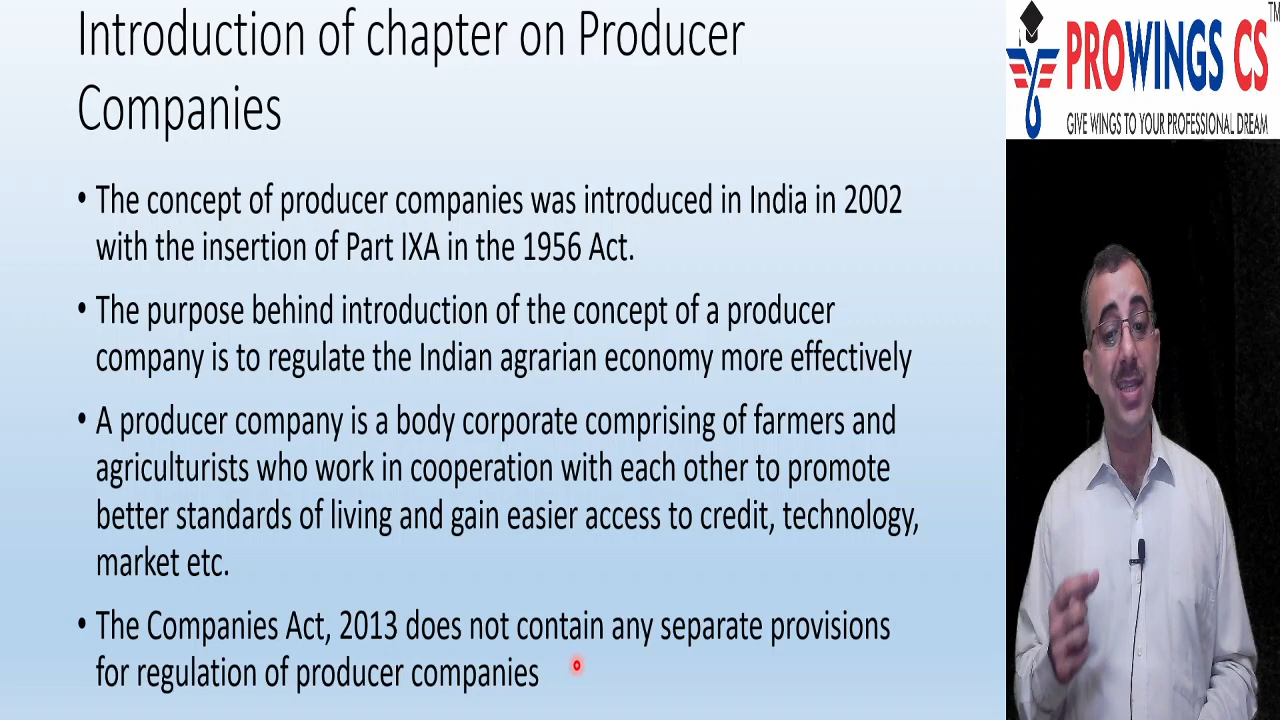 Introduction of chapter on Producer
Companies
• The concept of producer companies was introduced in India in 2002
with the insertion of Part IXA in the 1956 Act.
• The purpose behind introduction of the concept of a producer
company is to regulate the Indian agrarian economy more effectively
• A producer company is a body corporate comprising of farmers and
agriculturists who work in cooperation with each other to promote
better standards of living and gain easier access to credit, technology,
market etc.
• The Companies Act, 2013 does not contain any separate provisions
for regulation of producer companies
TM
PROWINGS CS
GIVE WINGS TO YOUR PROFESSIONAL DREAM